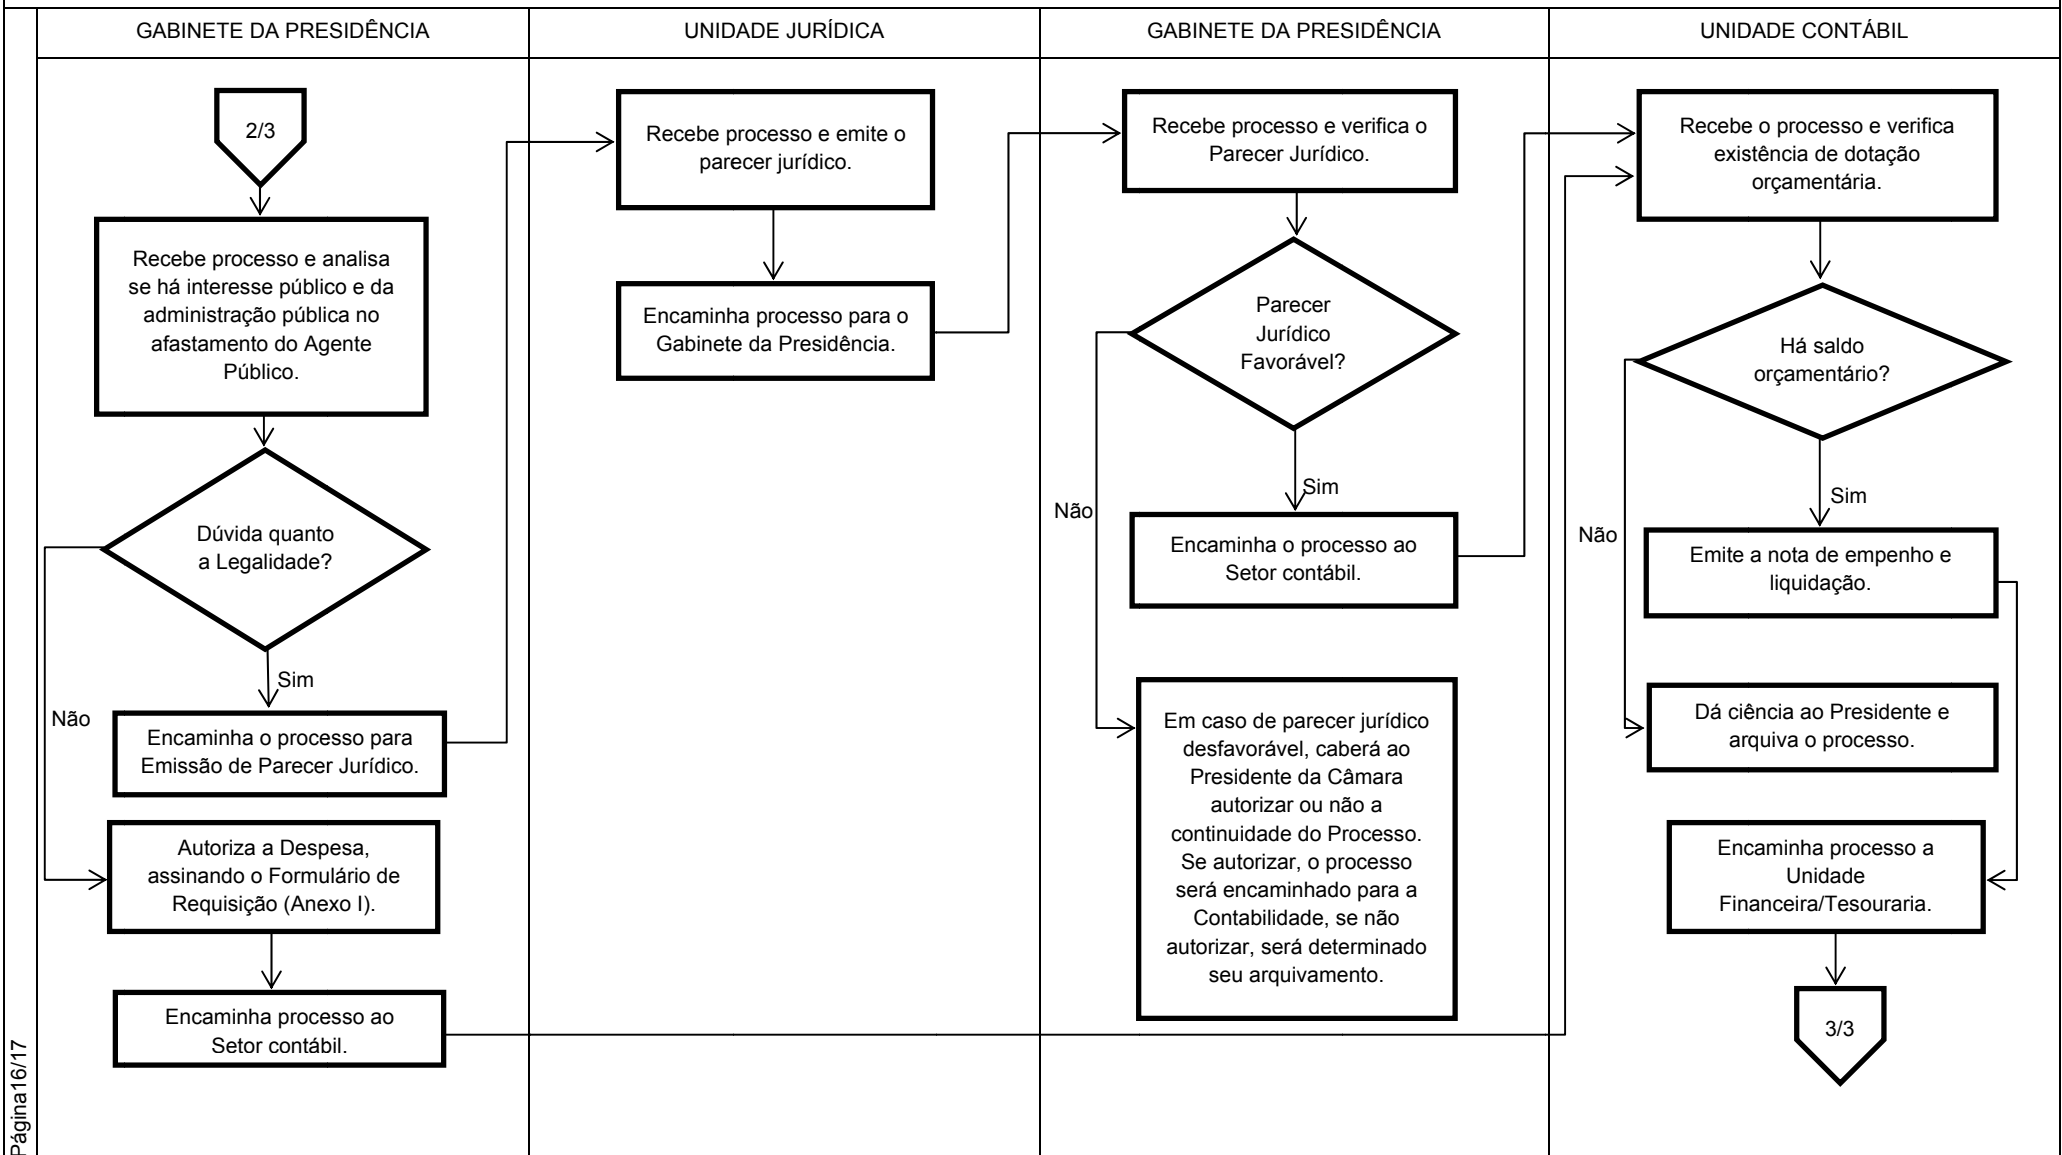 GABINETE DA PRESIDÊNCIA
UNIDADE JURÍDICA
GABINETE DA PRESIDÊNCIA
UNIDADE CONTÁBIL
2/3
Recebe processo e analisa
se há interesse público e da
administração pública no
afastamento do Agente
Público.
Dúvida quanto
a Legalidade?
Sim
Não
Encaminha o processo para
Emissão de Parecer Jurídico.
Autoriza a Despesa,
assinando o Formulário de
Requisição (Anexo I).
Encaminha processo ao
Setor contábil.
Recebe processo e emite o
parecer jurídico.
Encaminha processo para o
Gabinete da Presidência.
Recebe processo e verifica o
Parecer Jurídico.
Parecer
Jurídico
Favorável?
Sim
Não
Encaminha o processo ao
Setor contábil.
Em caso de parecer jurídico
desfavorável, caberá ao
Presidente da Câmara
autorizar ou não a
continuidade do Processo.
Se autorizar, o processo
será encaminhado para a
Contabilidade, se não
autorizar, será determinado
seu arquivamento.
Recebe o processo e verifica
existência de dotação
orçamentária.
Há saldo
orçamentário?
Sim
Não
Emite a nota de empenho e
liquidação.
Dá ciência ao Presidente e
arquiva o processo.
Encaminha processo a
Unidade
Financeira/Tesouraria.
3/3
Página16/17